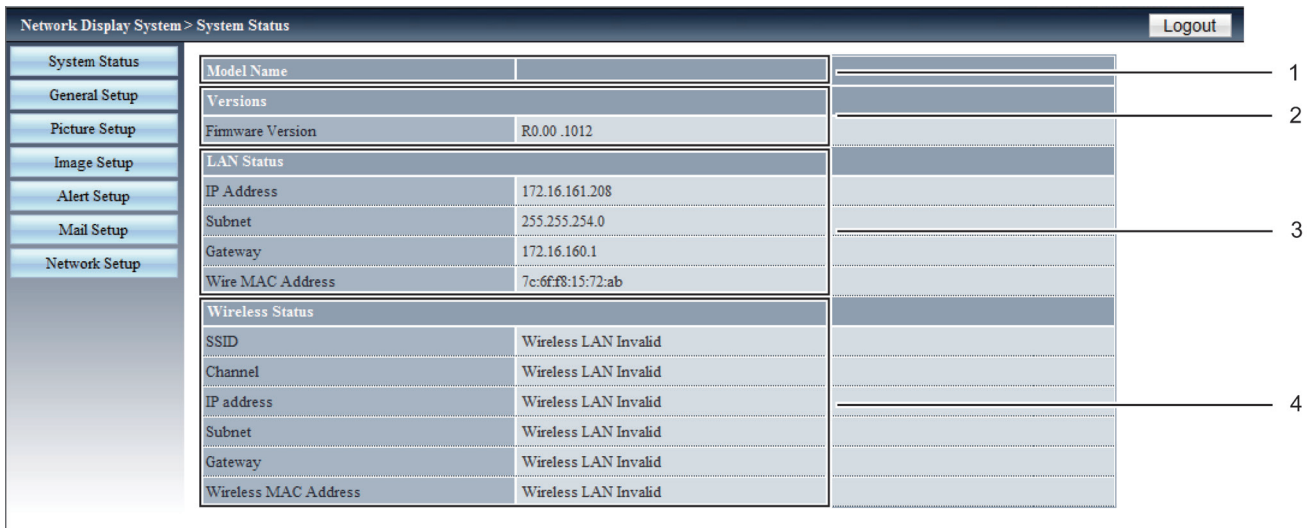 Network Display System > System Status
Logout
System Status
General Setup
Picture Setup
Image Setup
Alert Setup
Mail Setup
Network Setup
Model Name
1
Versions
2
Firmware Version R0.00 .1012
LAN Status
IP Address 172.16.161.208
Subnet 255.255.254.0
3
Gateway 172.16.160.1
Wire MAC Address 7c:6f:f8:15:72:ab
Wireless Status
SSID Wireless LAN Invalid
Channel Wireless LAN Invalid
IP address Wireless LAN Invalid
4
Subnet Wireless LAN Invalid
Gateway Wireless LAN Invalid
Wireless MAC Address Wireless LAN Invalid